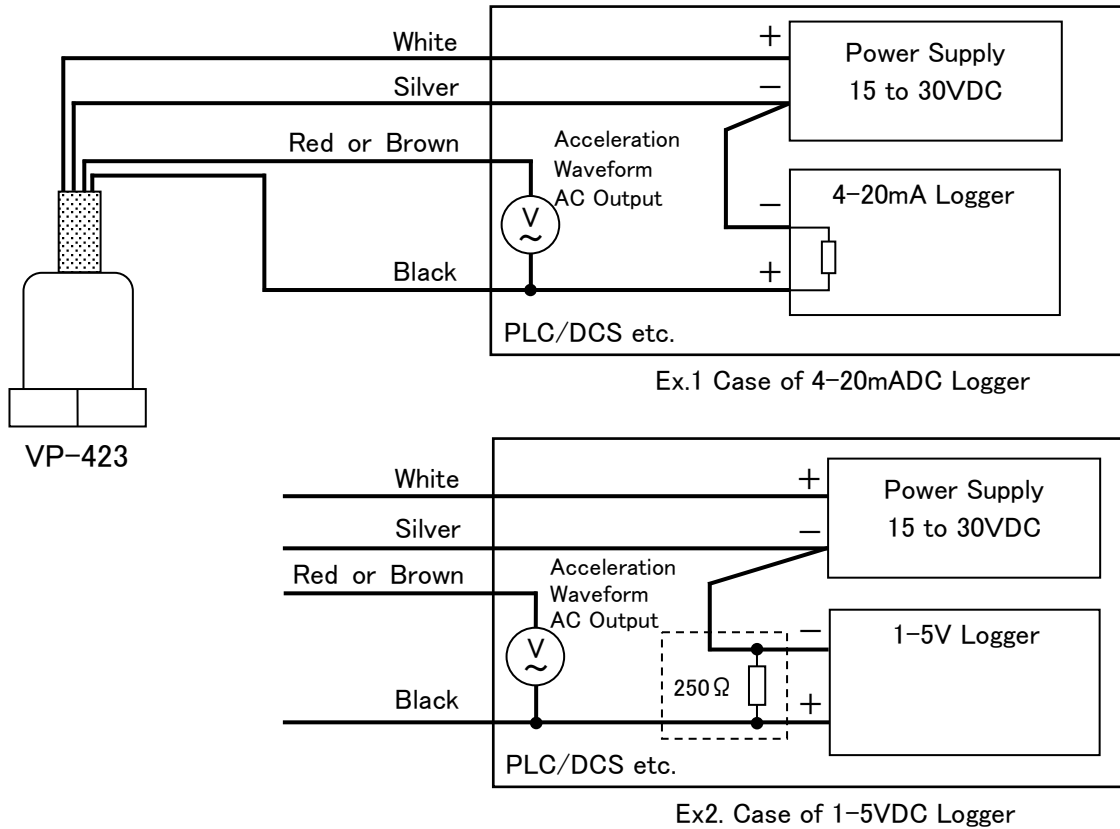 White
+
Power Supply
15 to 30VDC
Silver
−
Red or Brown
Acceleration
Waveform
AC Output
V
~
−
4-20mA Logger
Black
+
PLC/DCS etc.
Ex.1 Case of 4-20mADC Logger
VP-423
White
+
Power Supply
15 to 30VDC
Silver
−
Red or Brown
Acceleration
Waveform
AC Output
V
~
−
1-5V Logger
250Ω
Black
+
PLC/DCS etc.
Ex2. Case of 1-5VDC Logger